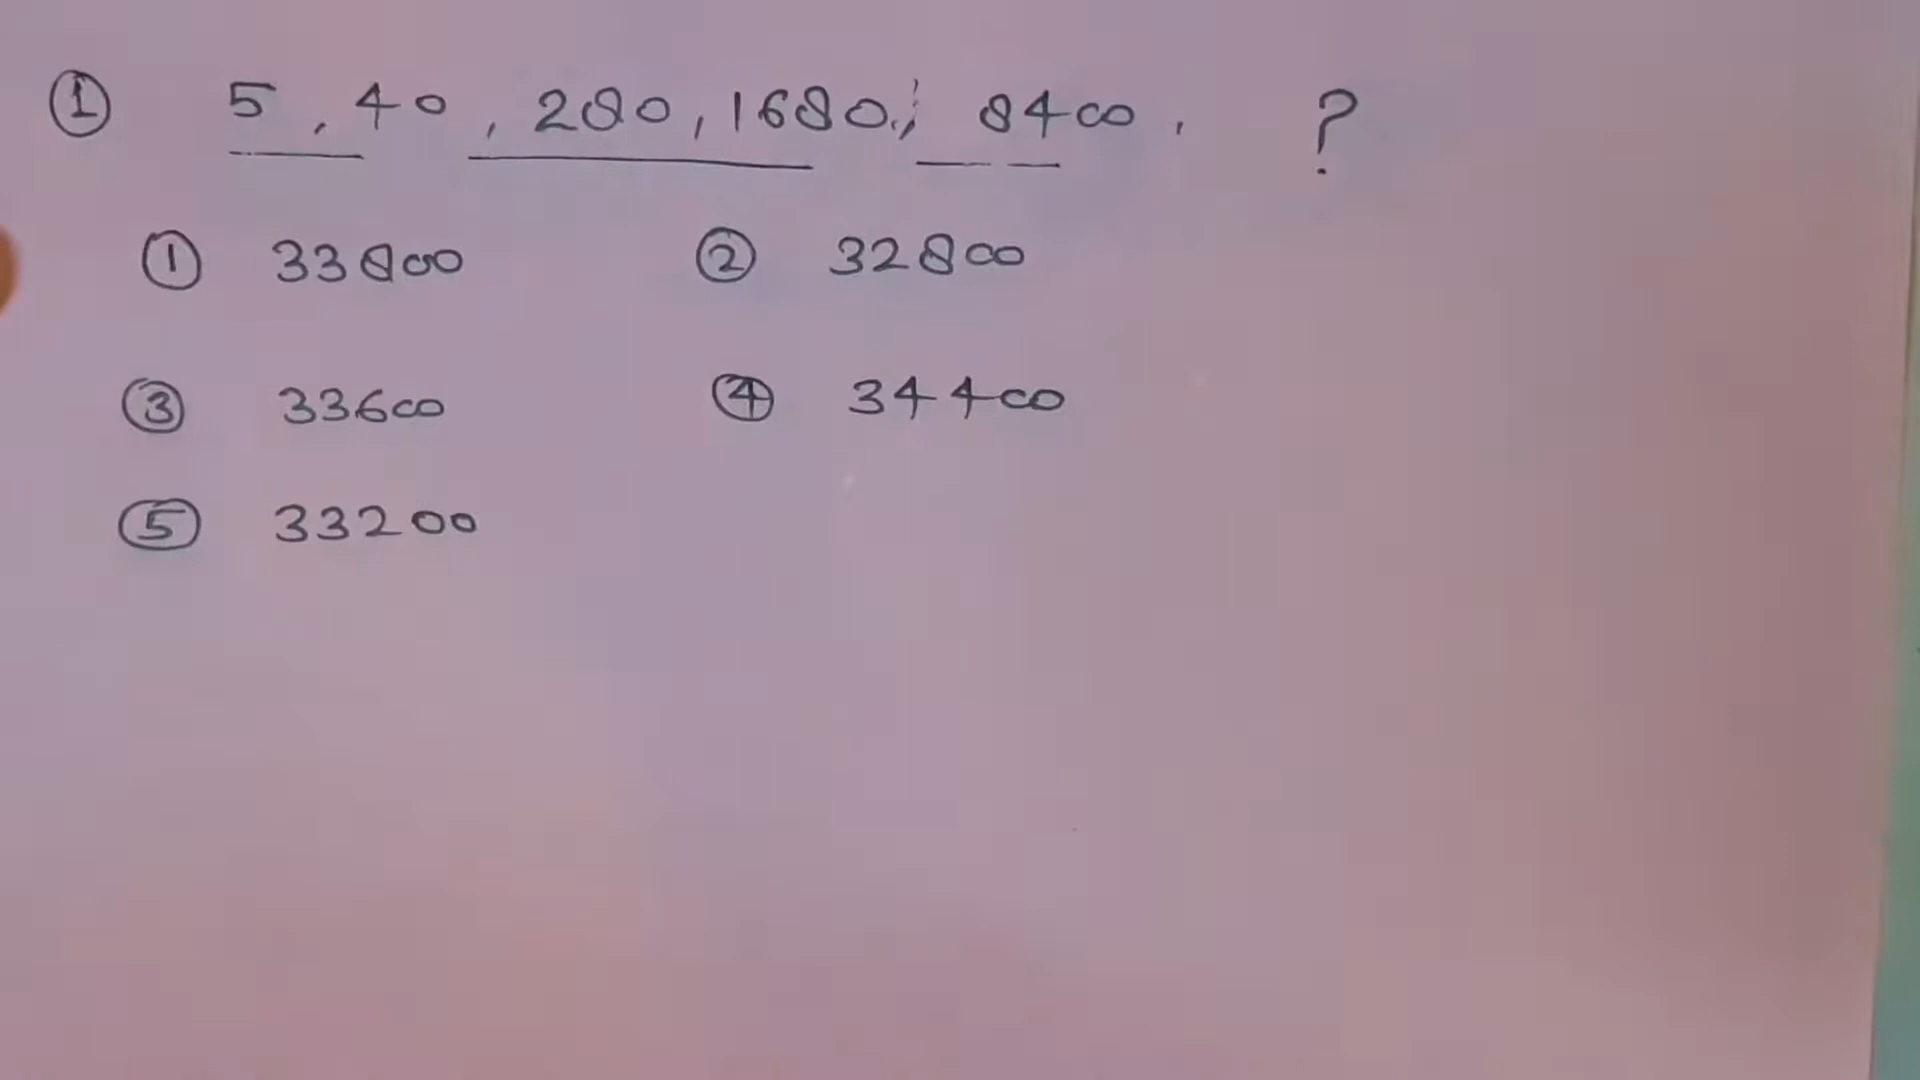 ① 5, 40, 280, 1680, 8400, ?
① 33800 ② 32800
③ 33600 ④ 34400
⑤ 33200